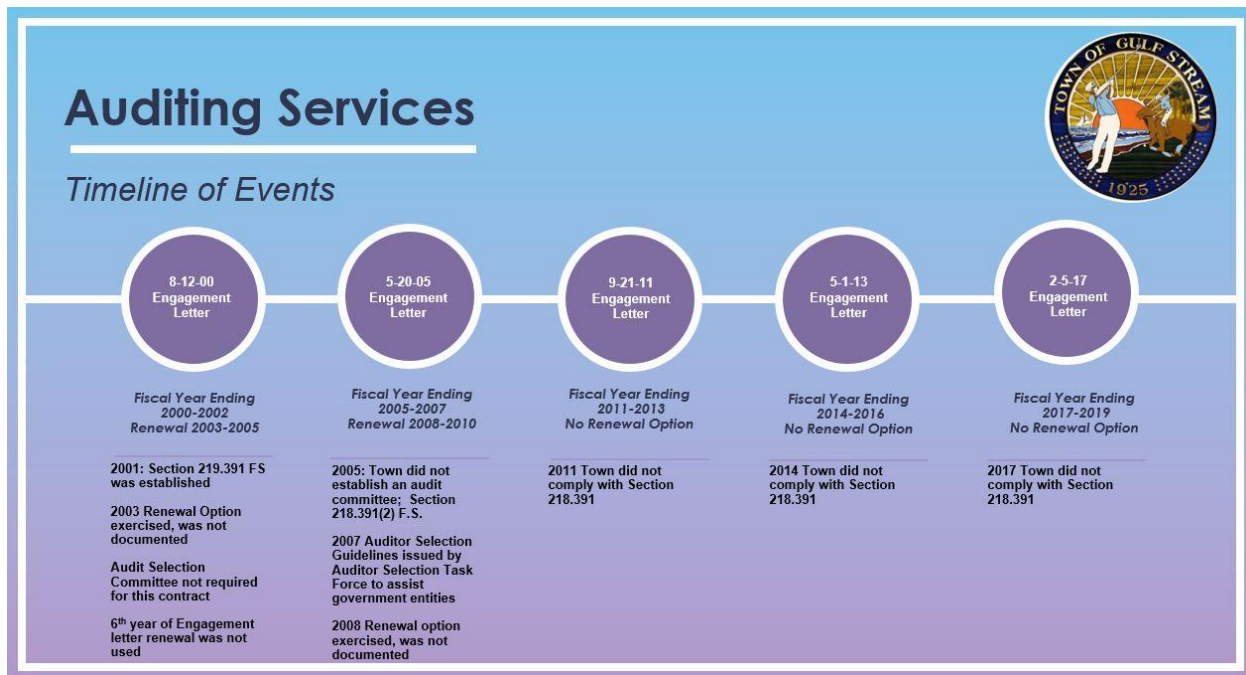 Auditing Services
TOWN OF GULF STREAM
1925
Timeline of Events
8-12-00
Engagement
Letter
5-20-05
Engagement
Letter
9-21-11
Engagement
Letter
5-1-13
Engagement
Letter
2-5-17
Engagement
Letter
Fiscal Year Ending
2000-2002
Renewal 2003-2005
Fiscal Year Ending
2005-2007
Renewal 2008-2010
Fiscal Year Ending
2011-2013
No Renewal Option
Fiscal Year Ending
2014-2016
No Renewal Option
Fiscal Year Ending
2017-2019
No Renewal Option
2001: Section 219.391 FS
was established
2003 Renewal Option
exercised, was not
documented
Audit Selection
Committee not required
for this contract
6th year of Engagement
letter renewal was not
used
2005: Town did not
establish an audit
committee; Section
218.391(2) F.S.
2007 Auditor Selection
Guidelines issued by
Auditor Selection Task
Force to assist
government entities
2008 Renewal option
exercised, was not
documented
2011 Town did not
comply with Section
218.391
2014 Town did not
comply with Section
218.391
2017 Town did not
comply with Section
218.391